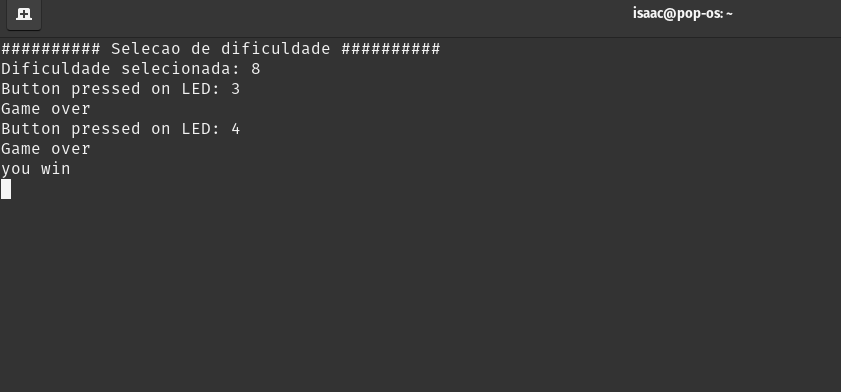 isaac@pop-os: ~
########## Selecao de dificuldade ##########
Dificuldade selecionada: 8
Button pressed on LED: 3
Game over
Button pressed on LED: 4
Game over
you win